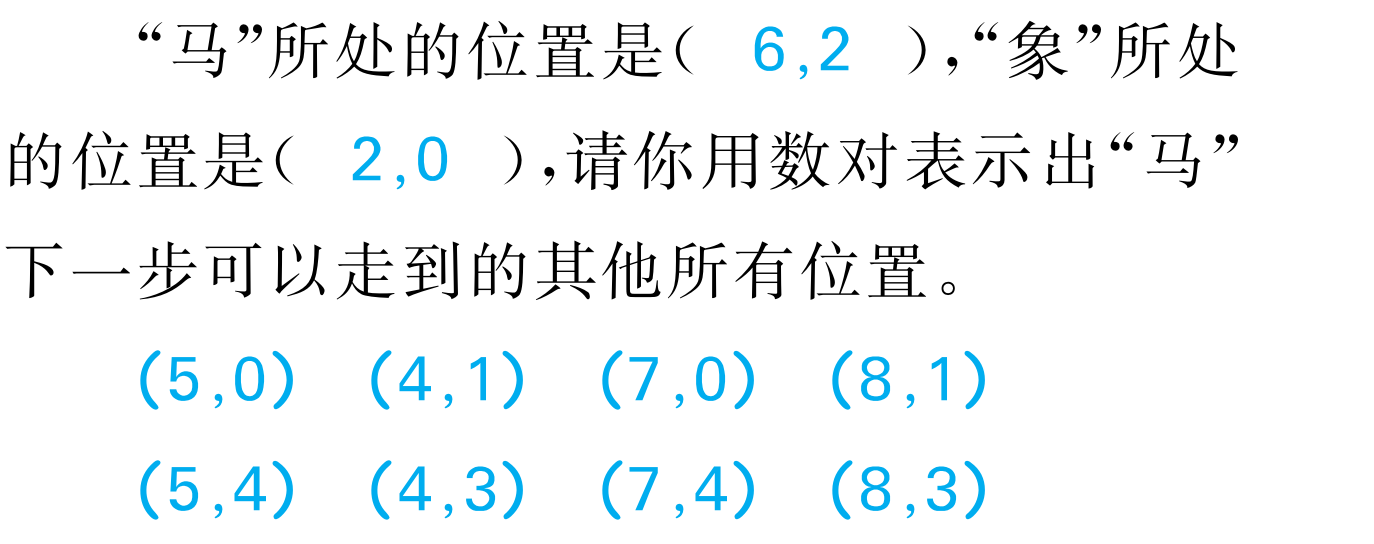 “马”所处的位置是( 6,2 ),“象”所处
的位置是( 2,0 ),请你用数对表示出“马”
下一步可以走到的其他所有位置。
(5,0) (4,1) (7,0) (8,1)
(5,4) (4,3) (7,4) (8,3)